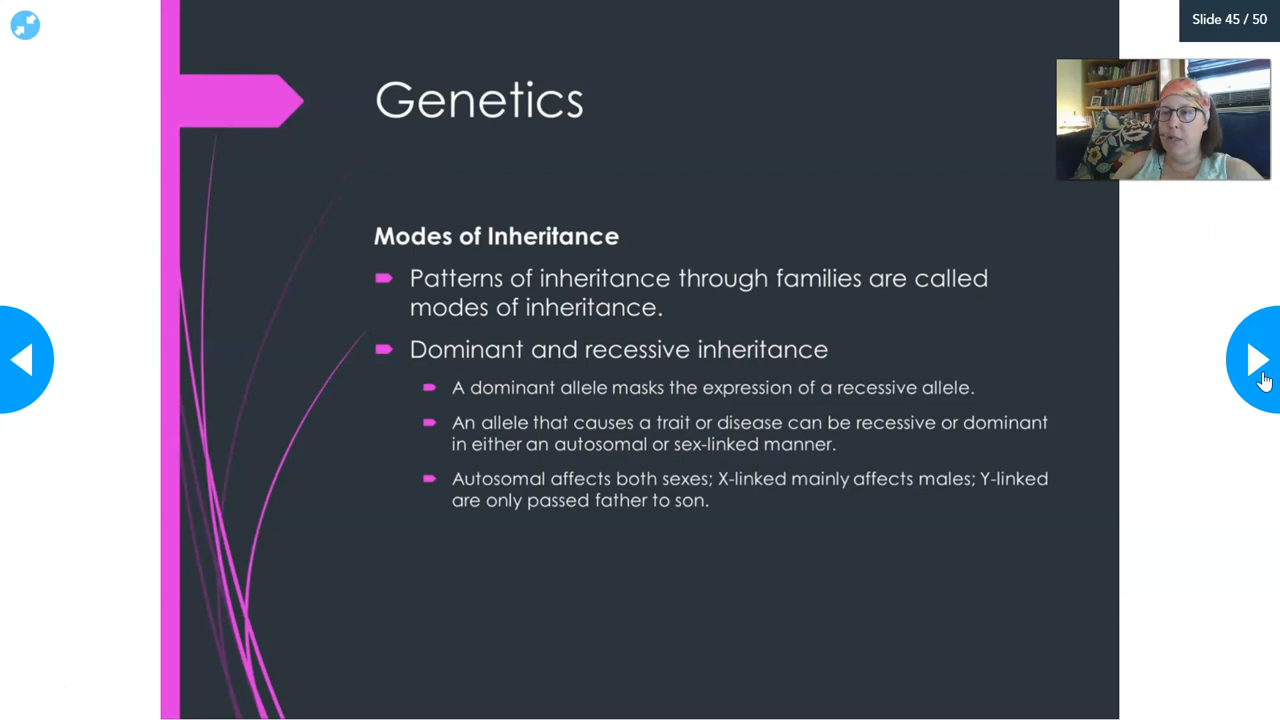 Slide 45 / 50
Genetics
Modes of Inheritance
Patterns of inheritance through families are called
modes of inheritance.
Dominant and recessive inheritance
A dominant allele masks the expression of a recessive allele.
An allele that causes a trait or disease can be recessive or dominant
in either an autosomal or sex-linked manner.
Autosomal affects both sexes; X-linked mainly affects males; Y-linked
are only passed father to son.